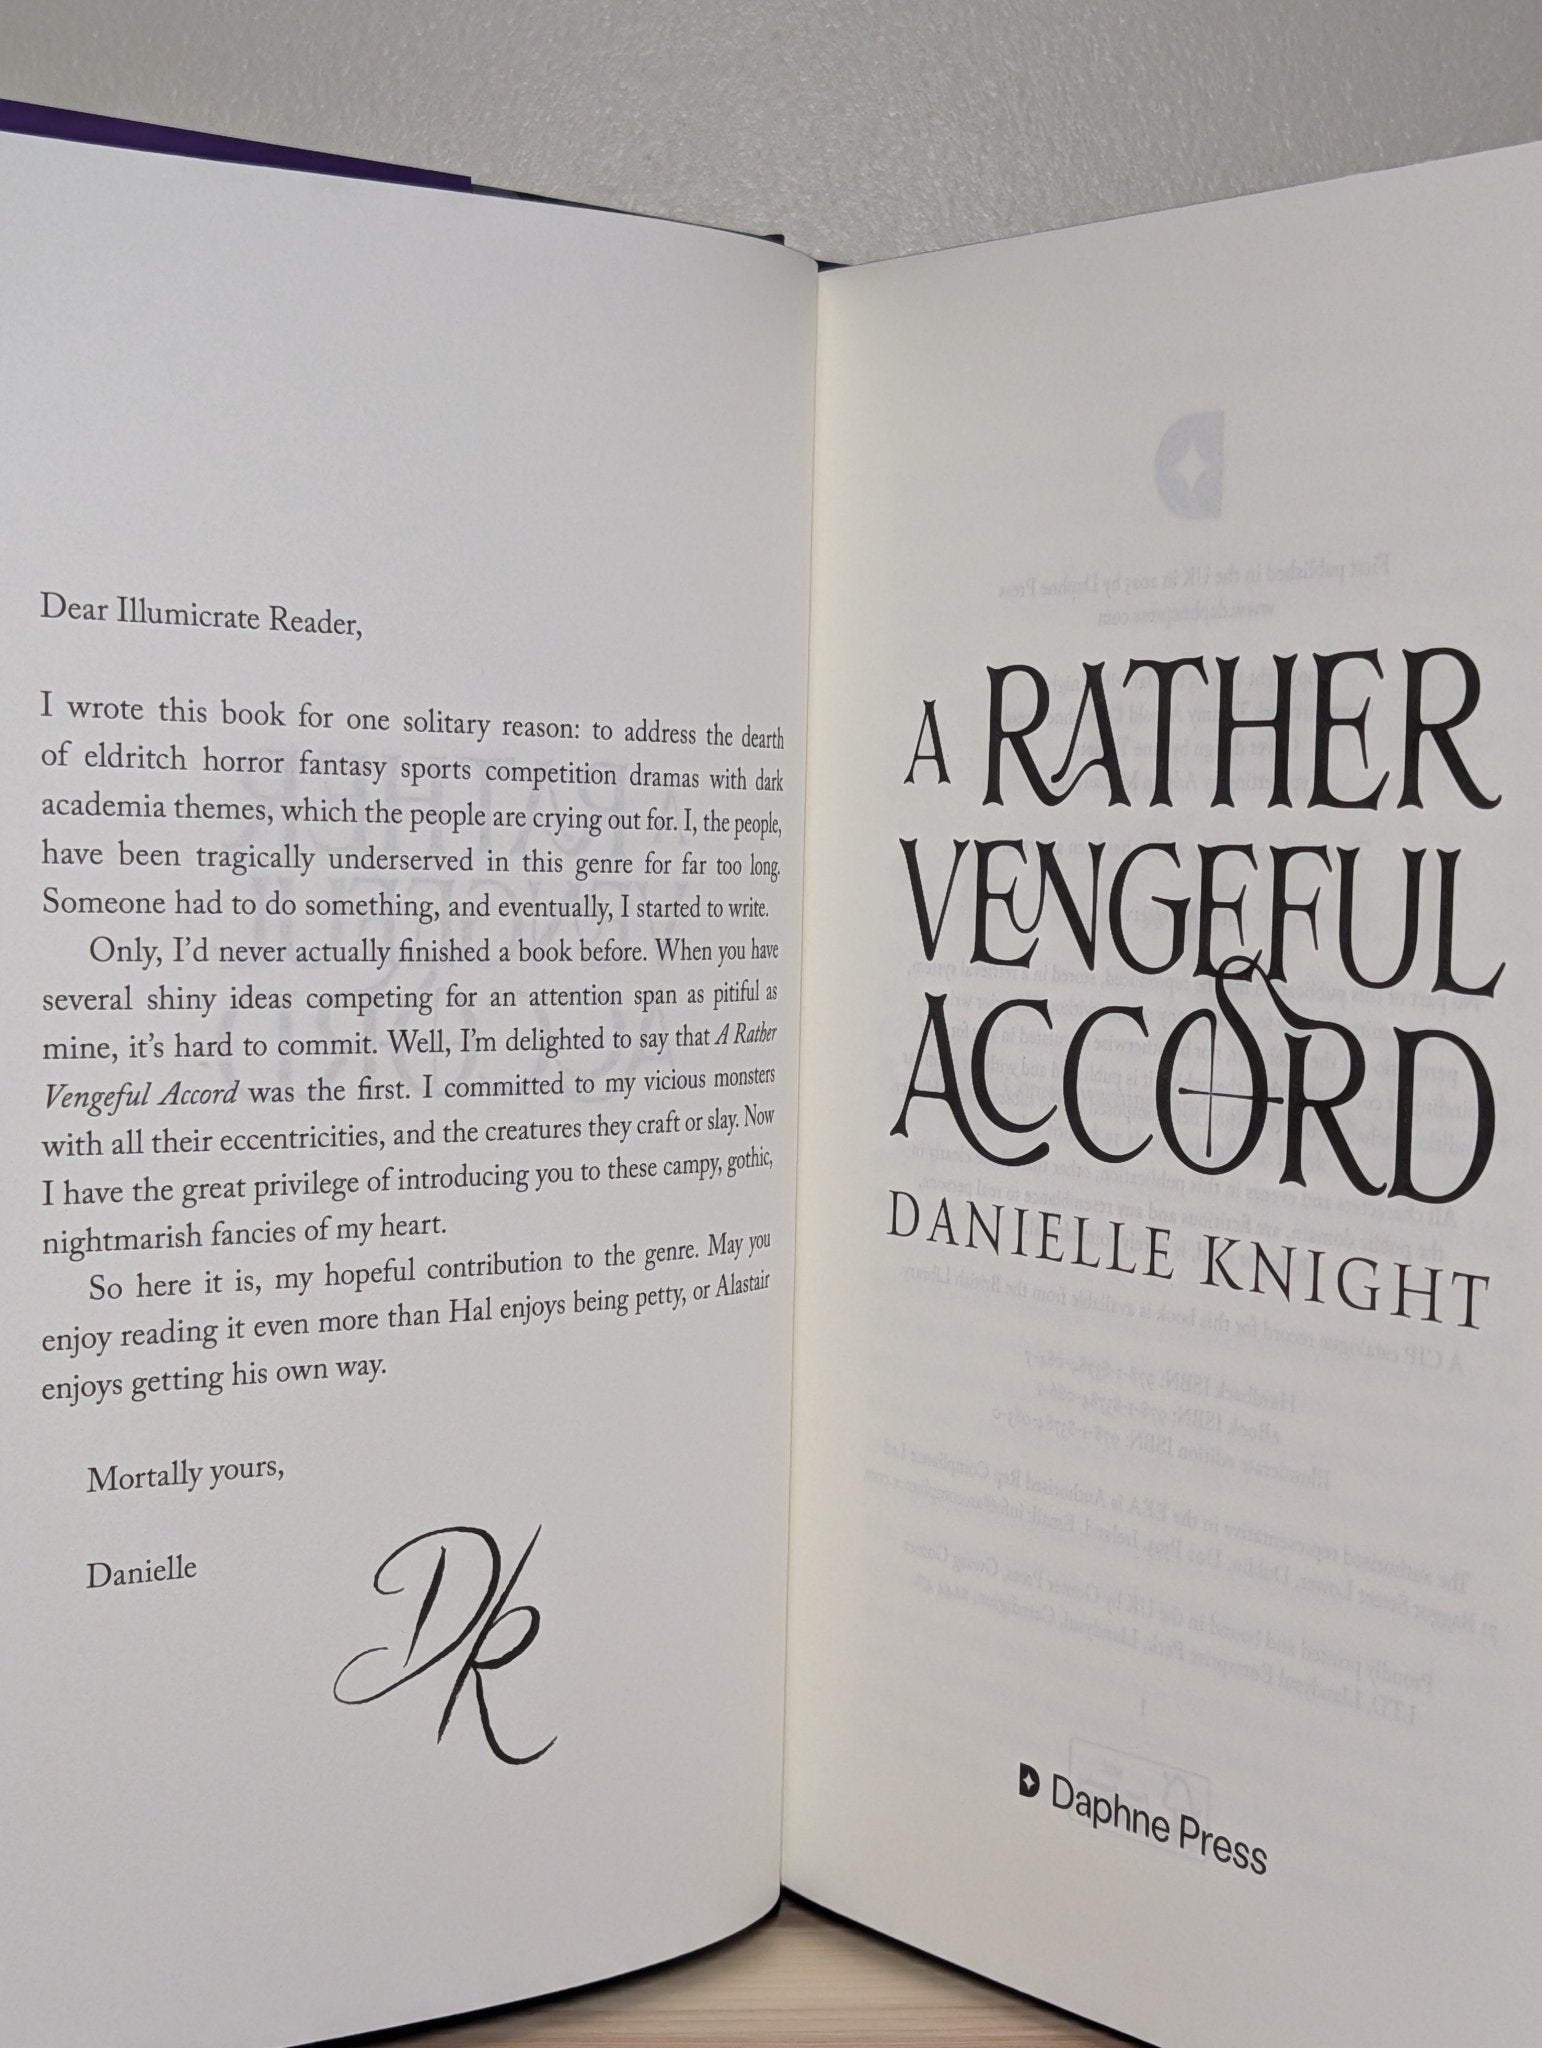 Dear Illumicrate Reader,
I wrote this book for one solitary reason: to address the dearth
of eldritch horror fantasy sports competition dramas with dark
academia themes, which the people are crying out for. I, the people,
have been tragically underserved in this genre for far too long.
Someone had to do something, and eventually, I started to write.
Only, I'd never actually finished a book before. When you have
several shiny ideas competing for an attention span as pitiful as
mine, it's hard to commit. Well, I'm delighted to say that A Rather
Vengeful Accord was the first. I committed to my vicious monsters
with all their eccentricities, and the creatures they craft or slay. Now
I have the great privilege of introducing you to these campy, gothic,
nightmarish fancies of my heart.
So here it is, my hopeful contribution to the genre. May you
enjoy reading it even more than Hal enjoys being petty, or Alastair
enjoys getting his own way.
Mortally yours,
Danielle
DK
A RATHER
VENGEFUL
ACCORD
DANIELLE KNIGHT
Daphne Press